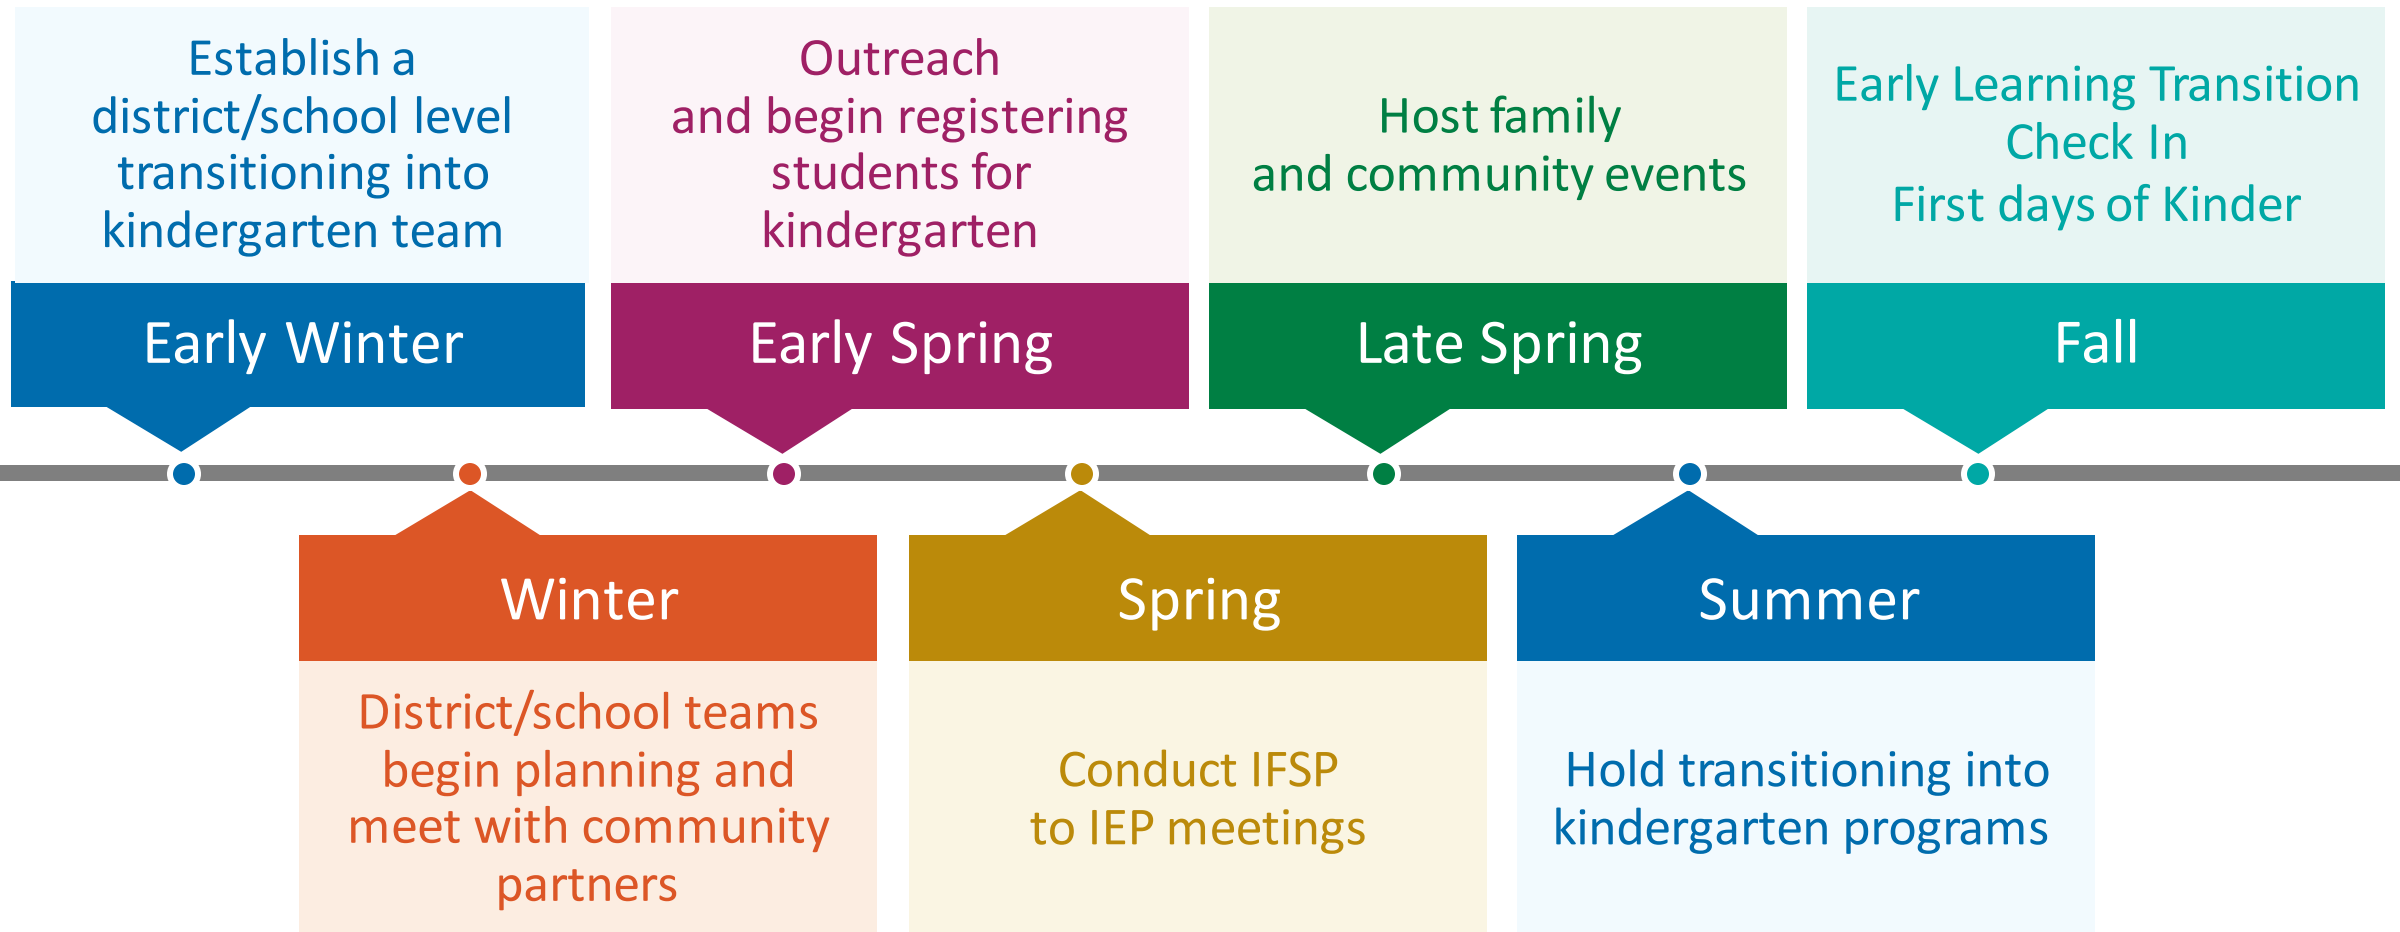 Establish a
district/school level
transitioning into
kindergarten team
Early Winter
Outreach
and begin registering
students for
kindergarten
Early Spring
Host family
and community events
Late Spring
Early Learning Transition
Check In
First days of Kinder
Fall
Winter
District/school teams
begin planning and
meet with community
partners
Spring
Conduct IFSP
to IEP meetings
Summer
Hold transitioning into
kindergarten programs